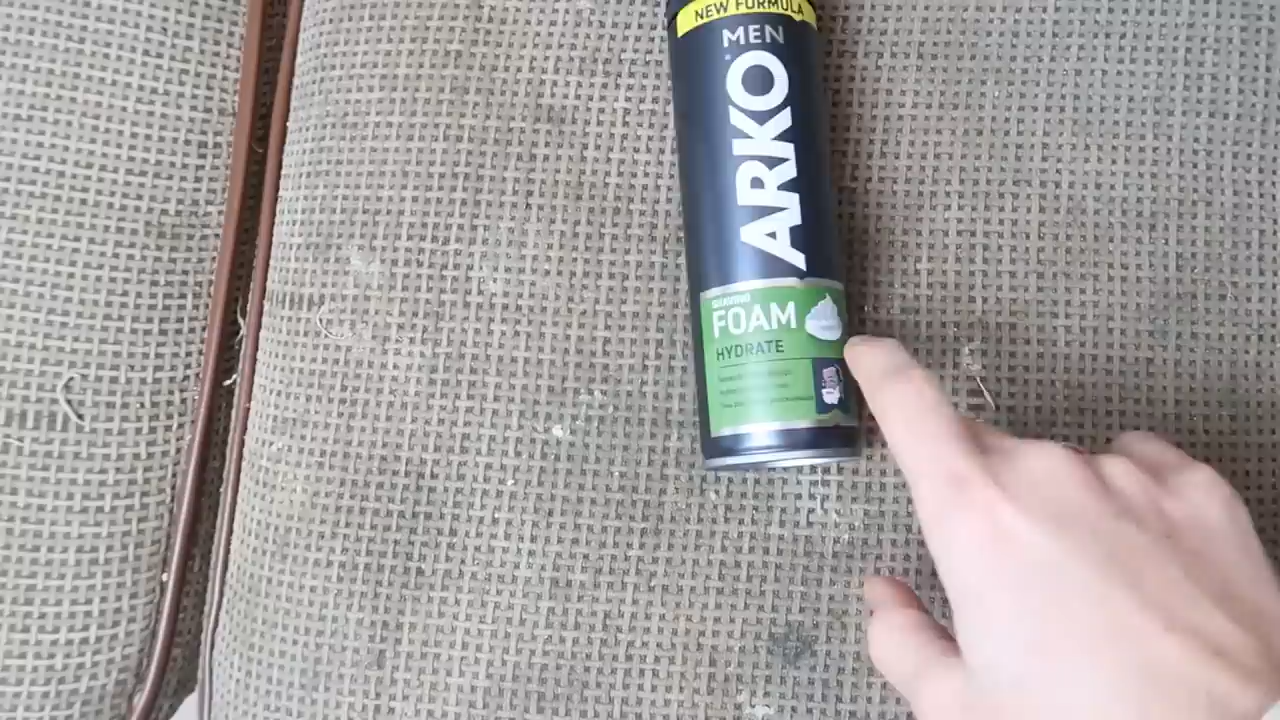 NEW FORMULA
MEN
ARKO
SHAVING
FOAM
HYDRATE